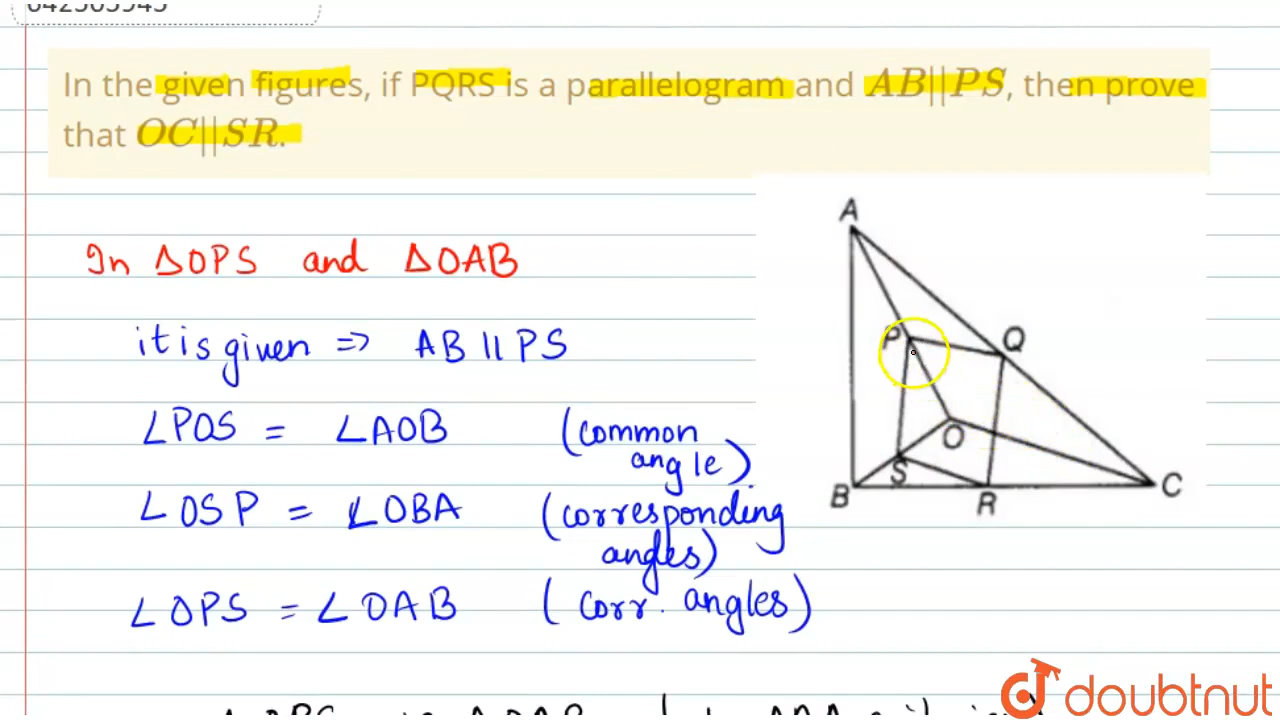 In the given figures, if PQRS is a parallelogram and AB||PS, then prove
that OC||SR.
In ΔOPS and ΔOAB
it is given => AB || PS
∠POS = ∠AOB (common angle)
∠OSP = ∠OBA (corresponding angles)
∠OPS = ∠OAB (corr. angles)
A
P
Q
O
S
B
R
C
doubtnut